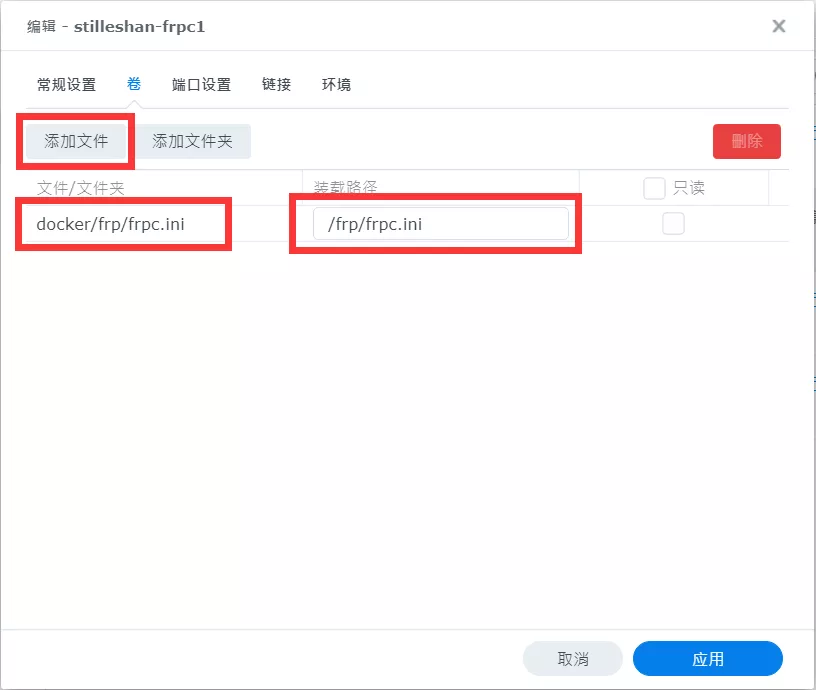 编辑 - stilleshan-frpc1
常规设置 卷 端口设置 链接 环境
添加文件 添加文件夹 删除
文件/文件夹 装载路径 只读
docker/frp/frpc.ini /frp/frpc.ini
取消 应用